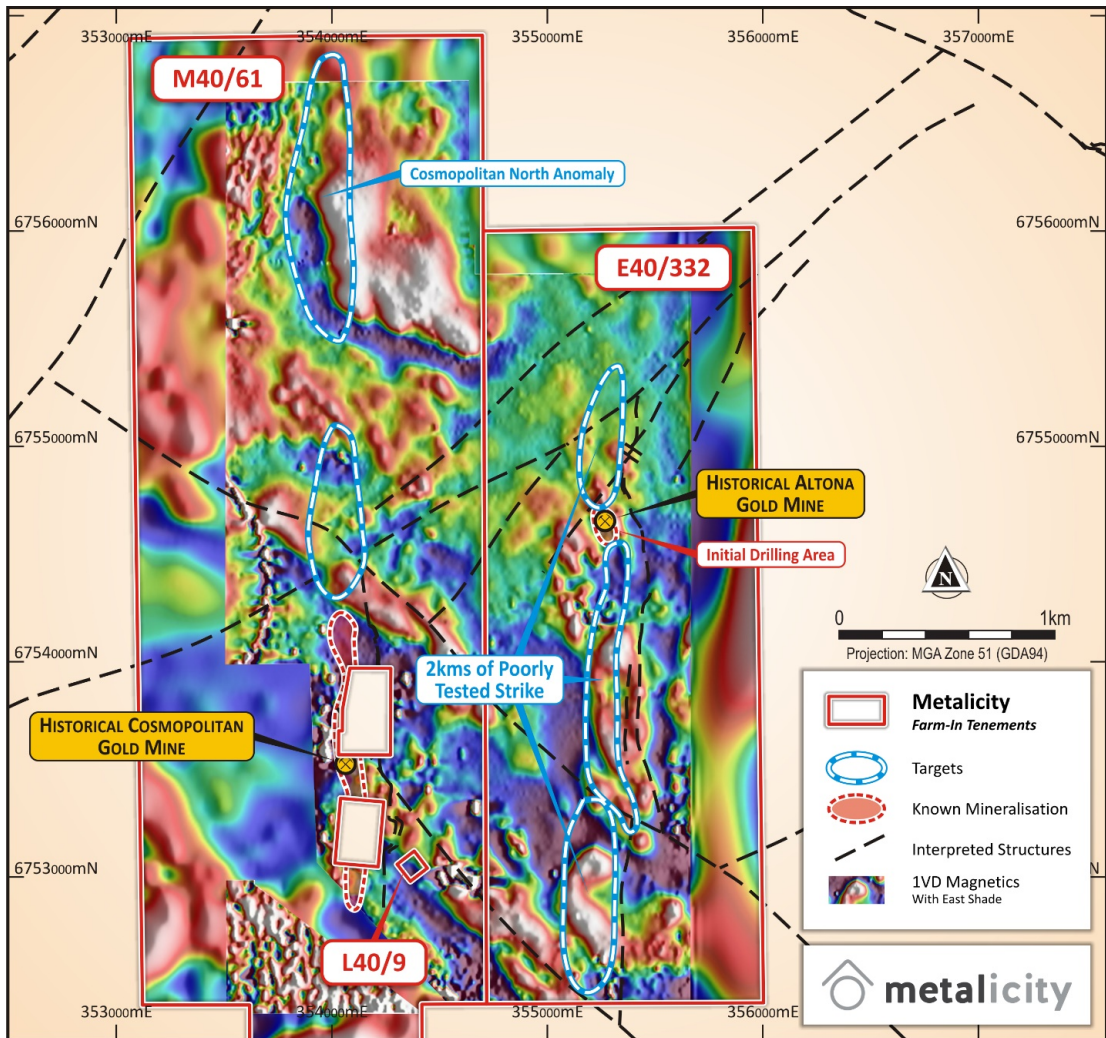 353000mE
354000mE
355000mE
356000mE
357000mE
M40/61
Cosmopolitan North Anomaly
6756000mN
6756000mN
E40/332
6755000mN
6755000mN
HISTORICAL ALTONA
GOLD MINE
Initial Drilling Area
N
0
1km
Projection: MGA Zone 51 (GDA94)
6754000mN
2kms of Poorly
Tested Strike
HISTORICAL COSMOPOLITAN
GOLD MINE
Metalicity
Farm-In Tenements
Targets
Known Mineralisation
Interpreted Structures
1VD Magnetics
With East Shade
6753000mN
N
L40/9
metalicity
353000mE
354000mE
355000mE
356000mE